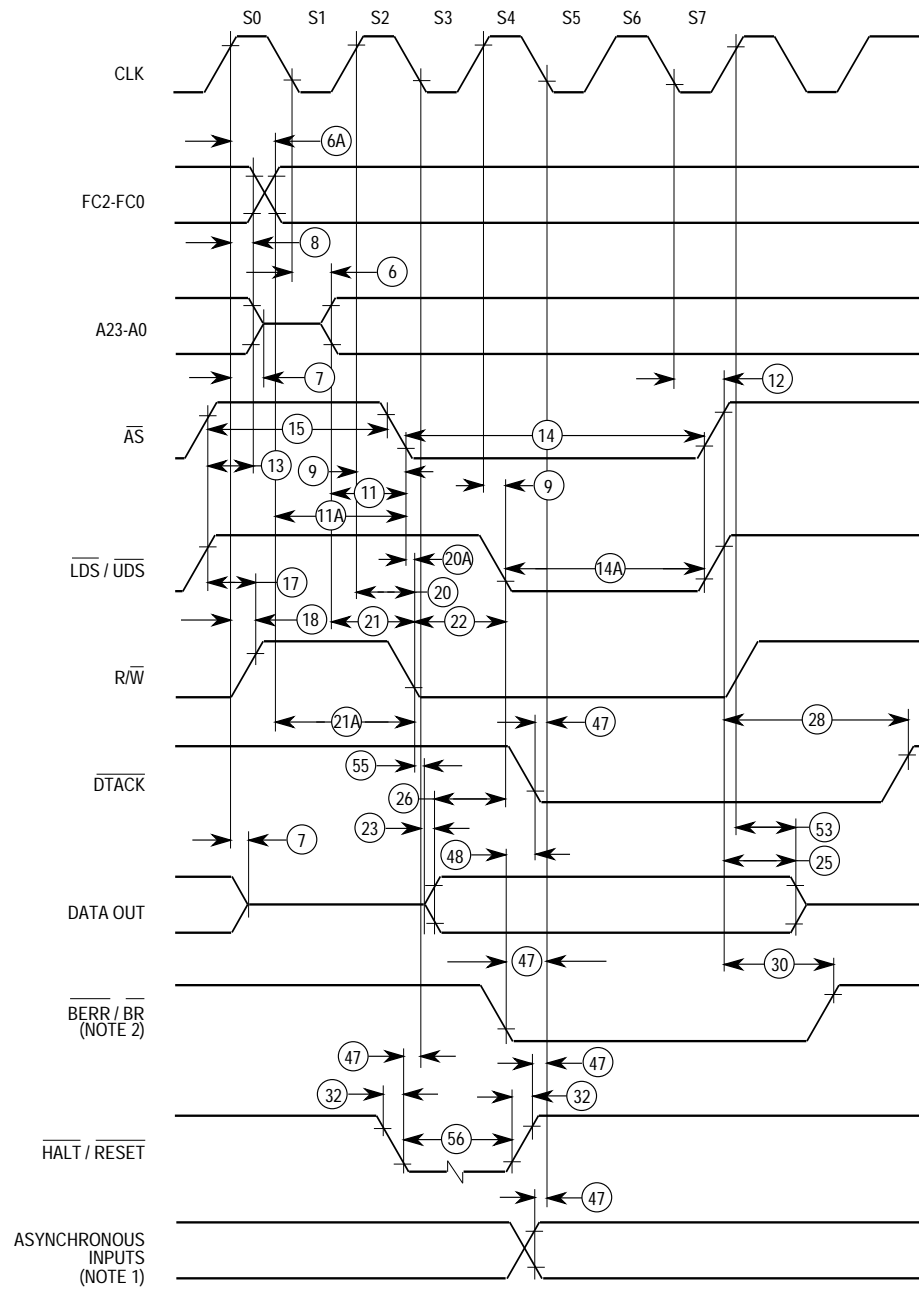 S0 S1 S2 S3 S4 S5 S6 S7
CLK
6A
FC2-FC0
8
6
A23-A0
7
12
AS
15
14
13
9
9
11
11A
LDS / UDS
20A
14A
17
20
18
21
22
R/W
21A
47
28
DTACK
55
26
23
53
7
48
25
DATA OUT
47
30
BERR / BR
(NOTE 2)
47
47
32
32
HALT / RESET
56
47
ASYNCHRONOUS
INPUTS
(NOTE 1)